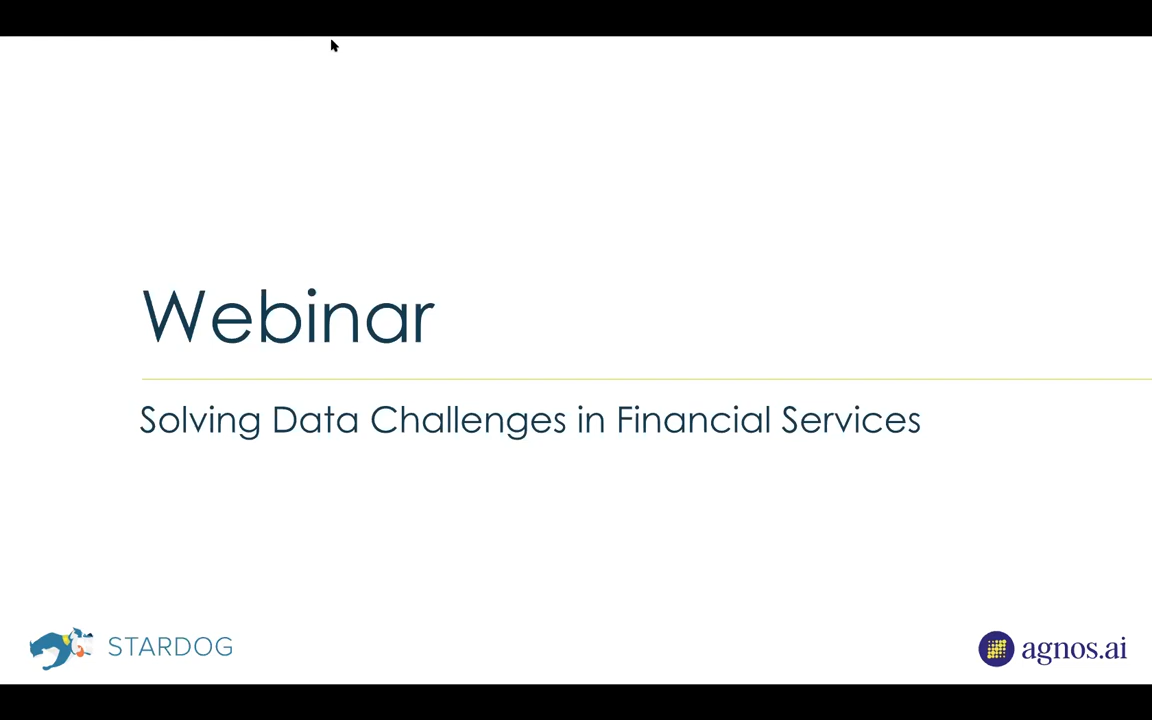 Webinar
Solving Data Challenges in Financial Services
STARDOG
agnos.ai